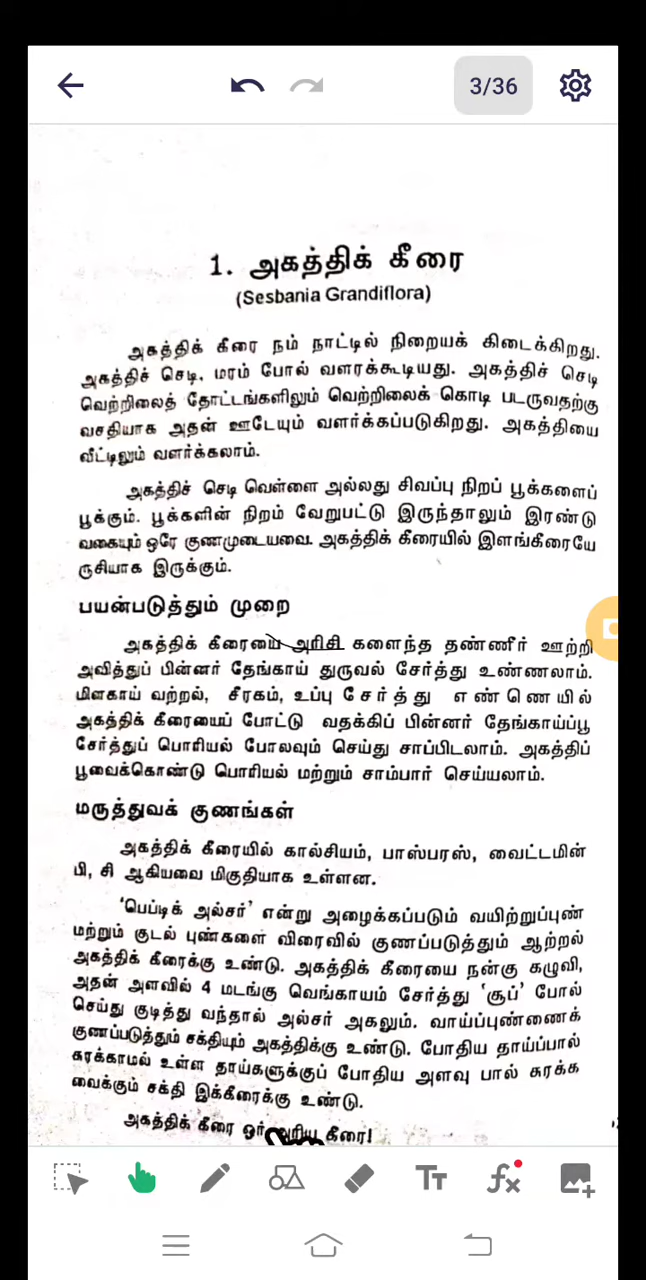 3/36
1. அகத்திக் கீரை
(Sesbania Grandiflora)
அகத்திக் கீரை நம் நாட்டில் நிறையக் கிடைக்கிறது.
அகத்திச் செடி, மரம் போல் வளரக்கூடியது. அகத்திச் செடி
வெற்றிலைத் தோட்டங்களிலும் வெற்றிலைக் கொடி படருவதற்கு
வசதியாக அதன் ஊடேயும் வளர்க்கப்படுகிறது. அகத்தியை
வீட்டிலும் வளர்க்கலாம்.
அகத்திச் செடி வெள்ளை அல்லது சிவப்பு நிறப் பூக்களைப்
பூக்கும். பூக்களின் நிறம் வேறுபட்டு இருந்தாலும் இரண்டு
வகையும் ஒரே குணமுடையவை. அகத்திக் கீரையில் இளங்கீரையே
ருசியாக இருக்கும்.
பயன்படுத்தும் முறை
அகத்திக் கீரையை அரிசி களைந்த தண்ணீர் ஊற்றி
அவித்துப் பின்னர் தேங்காய் துருவல் சேர்த்து உண்ணலாம்.
மிளகாய் வற்றல், சீரகம், உப்பு சேர்த்து எண்ணெயில்
அகத்திக் கீரையைப் போட்டு வதக்கிப் பின்னர் தேங்காய்ப்பூ
சேர்த்துப் பொரியல் போலவும் செய்து சாப்பிடலாம். அகத்திப்
பூவைக்கொண்டு பொரியல் மற்றும் சாம்பார் செய்யலாம்.
மருத்துவக் குணங்கள்
அகத்திக் கீரையில் கால்சியம், பாஸ்பரஸ், வைட்டமின்
பி, சி ஆகியவை மிகுதியாக உள்ளன.
'பெப்டிக் அல்சர்' என்று அழைக்கப்படும் வயிற்றுப்புண்
மற்றும் குடல் புண்களை விரைவில் குணப்படுத்தும் ஆற்றல்
அகத்திக் கீரைக்கு உண்டு. அகத்திக் கீரையை நன்கு கழுவி,
அதன் அளவில் 4 மடங்கு வெங்காயம் சேர்த்து 'சூப்' போல்
செய்து குடித்து வந்தால் அல்சர் அகலும். வாய்ப்புண்ணைக்
குணப்படுத்தும் சக்தியும் அகத்திக்கு உண்டு. போதிய தாய்ப்பால்
சுரக்காமல் உள்ள தாய்களுக்குப் போதிய அளவு பால் சுரக்க
வைக்கும் சக்தி இக்கீரைக்கு உண்டு.
அகத்திக் கீரை ஓர் அரிய கீரை!
TT
fx